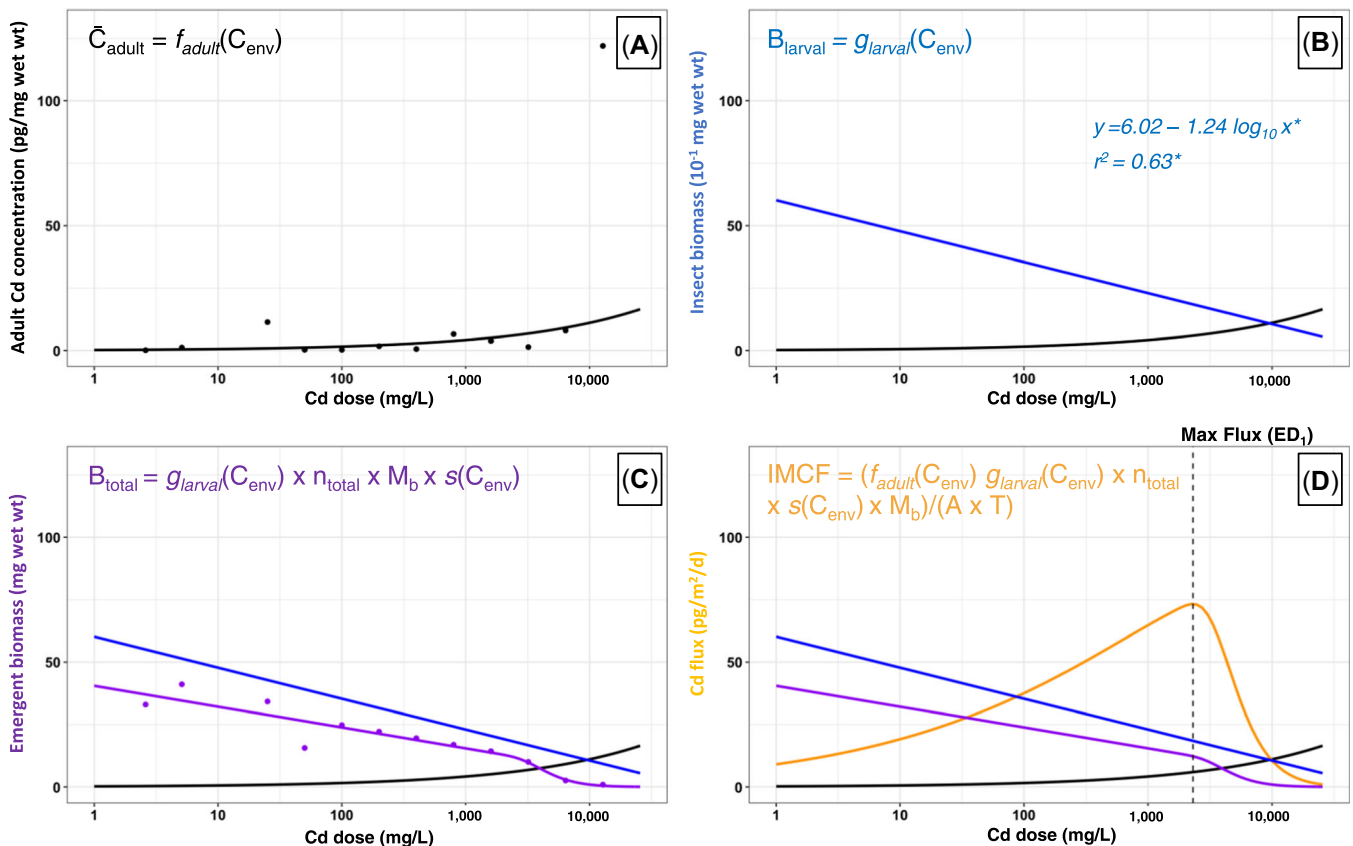 C̄adult = fadult(Cenv)
(A)
Adult Cd concentration (pg/mg wet wt)
100
50
0
1
10
100
1,000
10,000
Cd dose (mg/L)
Blarval = glarval(Cenv)
(B)
y =6.02 – 1.24 log10 x*
r2 = 0.63*
Insect biomass (10-1 mg wet wt)
100
50
0
1
10
100
1,000
10,000
Cd dose (mg/L)
Btotal = glarval(Cenv) x ntotal x Mb x s(Cenv)
(C)
Emergent biomass (mg wet wt)
100
50
0
1
10
100
1,000
10,000
Cd dose (mg/L)
Max Flux (ED1)
IMCF = (fadult(Cenv) glarval(Cenv) x ntotal
x s(Cenv) x Mb)/(A x T)
(D)
Cd flux (pg/m2/d)
100
50
0
1
10
100
1,000
10,000
Cd dose (mg/L)